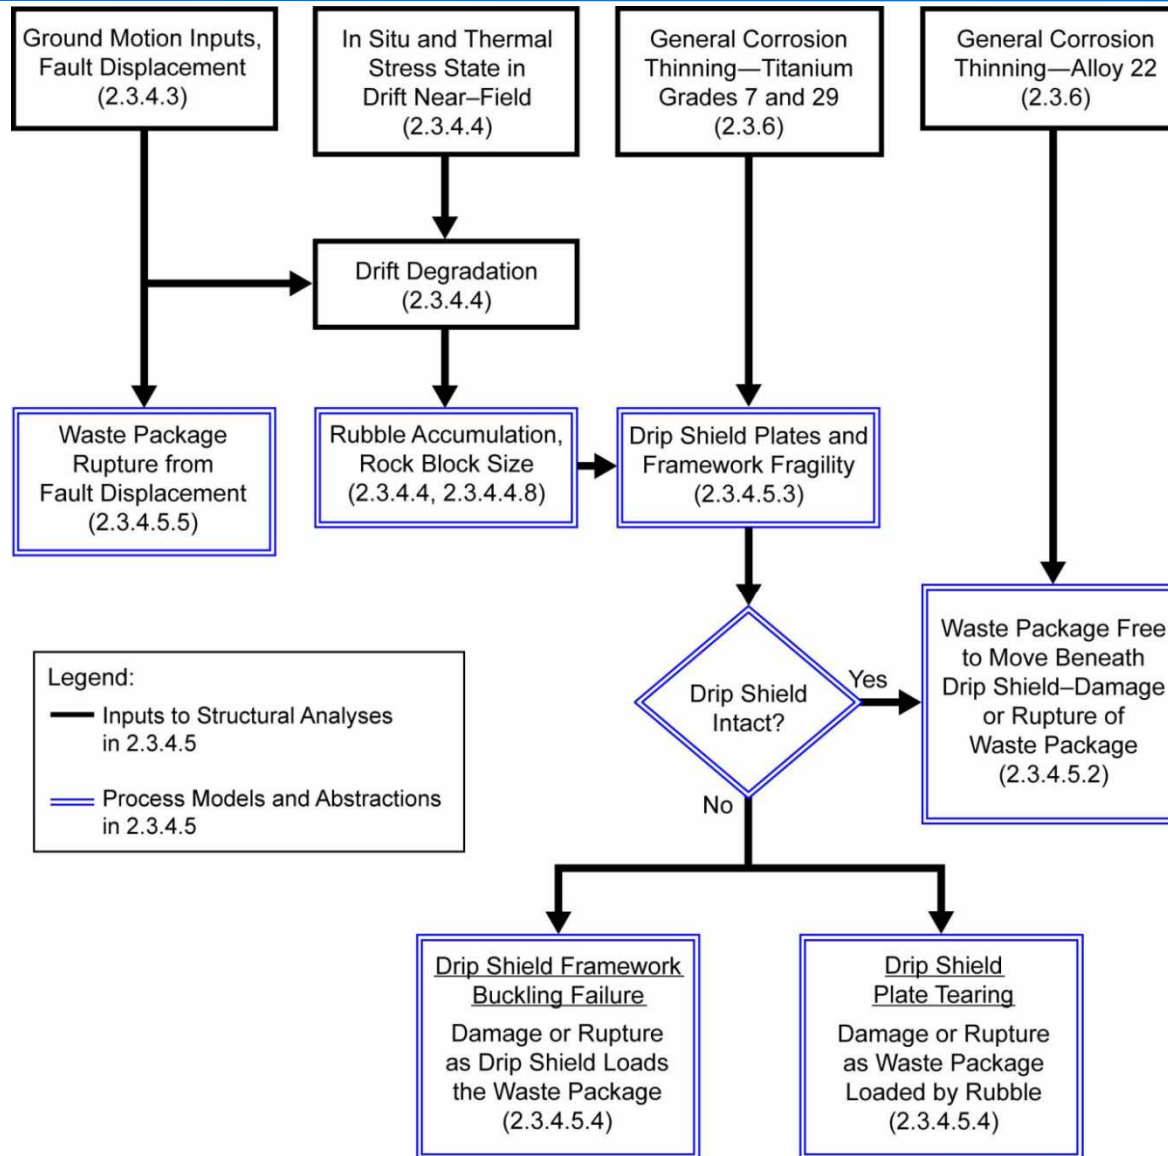 Ground Motion Inputs,
Fault Displacement
(2.3.4.3)
In Situ and Thermal
Stress State in
Drift Near–Field
(2.3.4.4)
General Corrosion
Thinning—Titanium
Grades 7 and 29
(2.3.6)
General Corrosion
Thinning—Alloy 22
(2.3.6)
Drift Degradation
(2.3.4.4)
Waste Package
Rupture from
Fault Displacement
(2.3.4.5.5)
Rubble Accumulation,
Rock Block Size
(2.3.4.4, 2.3.4.4.8)
Drip Shield Plates and
Framework Fragility
(2.3.4.5.3)
Waste Package Free
to Move Beneath
Drip Shield–Damage
or Rupture of
Waste Package
(2.3.4.5.2)
Drip Shield
Intact?
Yes
No
Legend:
Inputs to Structural Analyses
in 2.3.4.5
Process Models and Abstractions
in 2.3.4.5
Drip Shield Framework
Buckling Failure
Damage or Rupture
as Drip Shield Loads
the Waste Package
(2.3.4.5.4)
Drip Shield
Plate Tearing
Damage or Rupture
as Waste Package
Loaded by Rubble
(2.3.4.5.4)